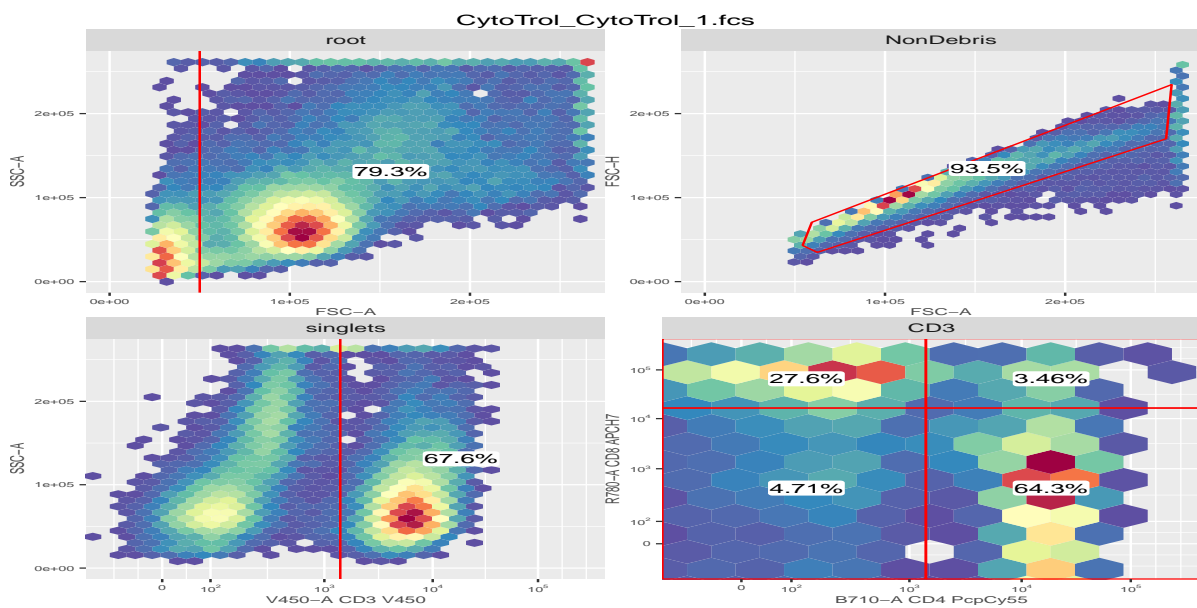 CytoTrol_CytoTrol_1.fcs
root
NonDebris
SSC-A
2e+05
1e+05
0e+00
79.3%
0e+00
1e+05
2e+05
FSC-A
FSC-H
2e+05
1e+05
0e+00
93.5%
0e+00
1e+05
2e+05
FSC-A
singlets
CD3
SSC-A
2e+05
1e+05
0e+00
67.6%
0
10²
10³
10⁴
10⁵
V450-A CD3 V450
R780-A CD8 APCH7
10⁵
10⁴
10³
10²
0
27.6%
3.46%
4.71%
64.3%
0
10²
10³
10⁴
10⁵
B710-A CD4 PcpCy55